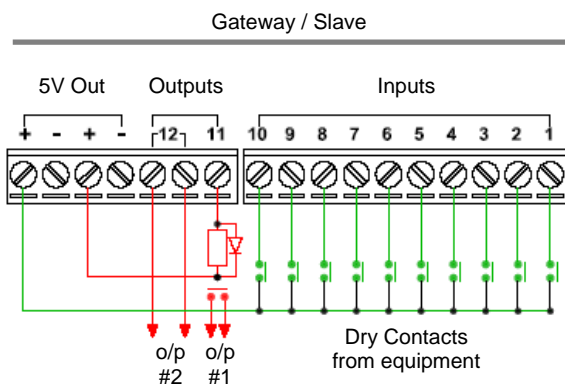 Gateway / Slave
5V Out Outputs Inputs
+ - + - 12 11 10 9 8 7 6 5 4 3 2 1
o/p #2
o/p #1
Dry Contacts
from equipment